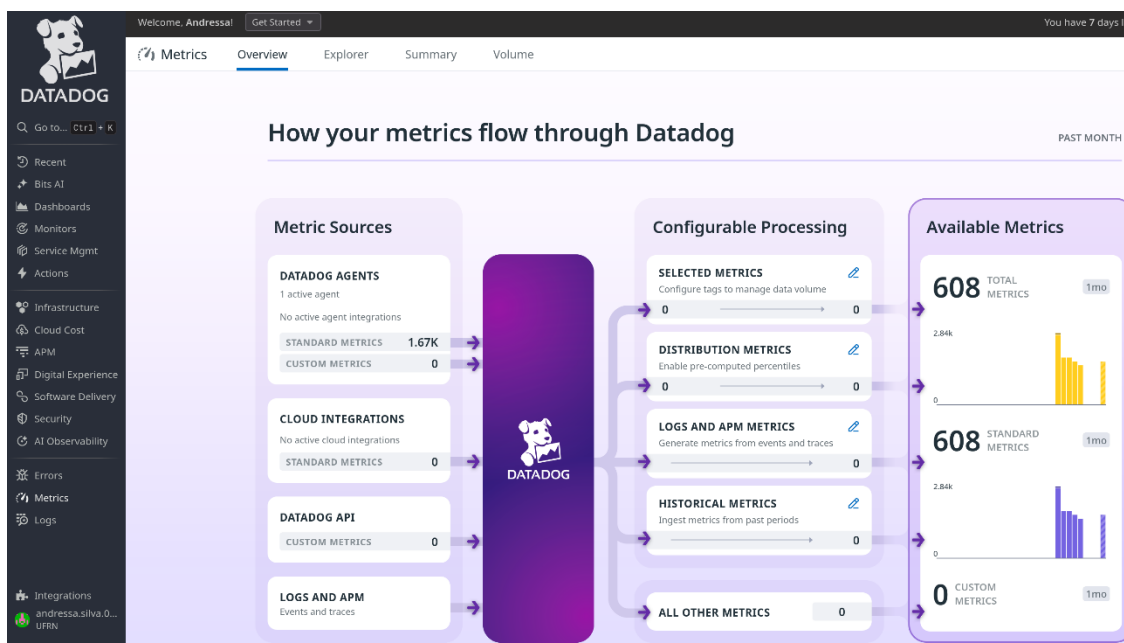 Welcome, Andressa!
Get Started
You have 7 days l
DATADOG
Go to... Ctrl + K
Recent
Bits AI
Dashboards
Monitors
Service Mgmt
Actions
Infrastructure
Cloud Cost
APM
Digital Experience
Software Delivery
Security
AI Observability
Errors
Metrics
Logs
Integrations
andressa.silva.0...
UFRN
Metrics
Overview
Explorer
Summary
Volume
How your metrics flow through Datadog
PAST MONTH
Metric Sources
DATADOG AGENTS
1 active agent
No active agent integrations
STANDARD METRICS 1.67K
CUSTOM METRICS 0
CLOUD INTEGRATIONS
No active cloud integrations
STANDARD METRICS 0
DATADOG API
CUSTOM METRICS 0
LOGS AND APM
Events and traces
DATADOG
Configurable Processing
SELECTED METRICS
Configure tags to manage data volume
0 0
DISTRIBUTION METRICS
Enable pre-computed percentiles
0 0
LOGS AND APM METRICS
Generate metrics from events and traces
0
HISTORICAL METRICS
Ingest metrics from past periods
0
ALL OTHER METRICS 0
Available Metrics
608 TOTAL METRICS 1mo
2.84k
0
608 STANDARD METRICS 1mo
2.84k
0
0 CUSTOM METRICS 1mo